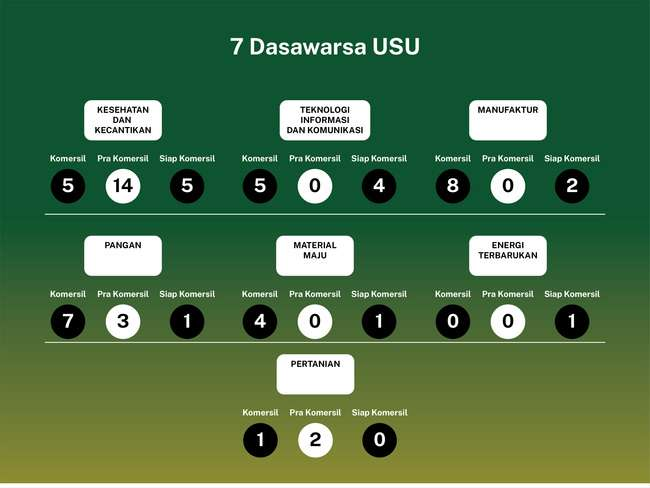 7 Dasawarsa USU
KESEHATAN
DAN
KECANTIKAN
Komersil Pra Komersil Siap Komersil
5 14 5
TEKNOLOGI
INFORMASI
DAN KOMUNIKASI
Komersil Pra Komersil Siap Komersil
5 0 4
MANUFAKTUR
Komersil Pra Komersil Siap Komersil
8 0 2
PANGAN
Komersil Pra Komersil Siap Komersil
7 3 1
MATERIAL
MAJU
Komersil Pra Komersil Siap Komersil
4 0 1
ENERGI
TERBARUKAN
Komersil Pra Komersil Siap Komersil
0 0 1
PERTANIAN
Komersil Pra Komersil Siap Komersil
1 2 0